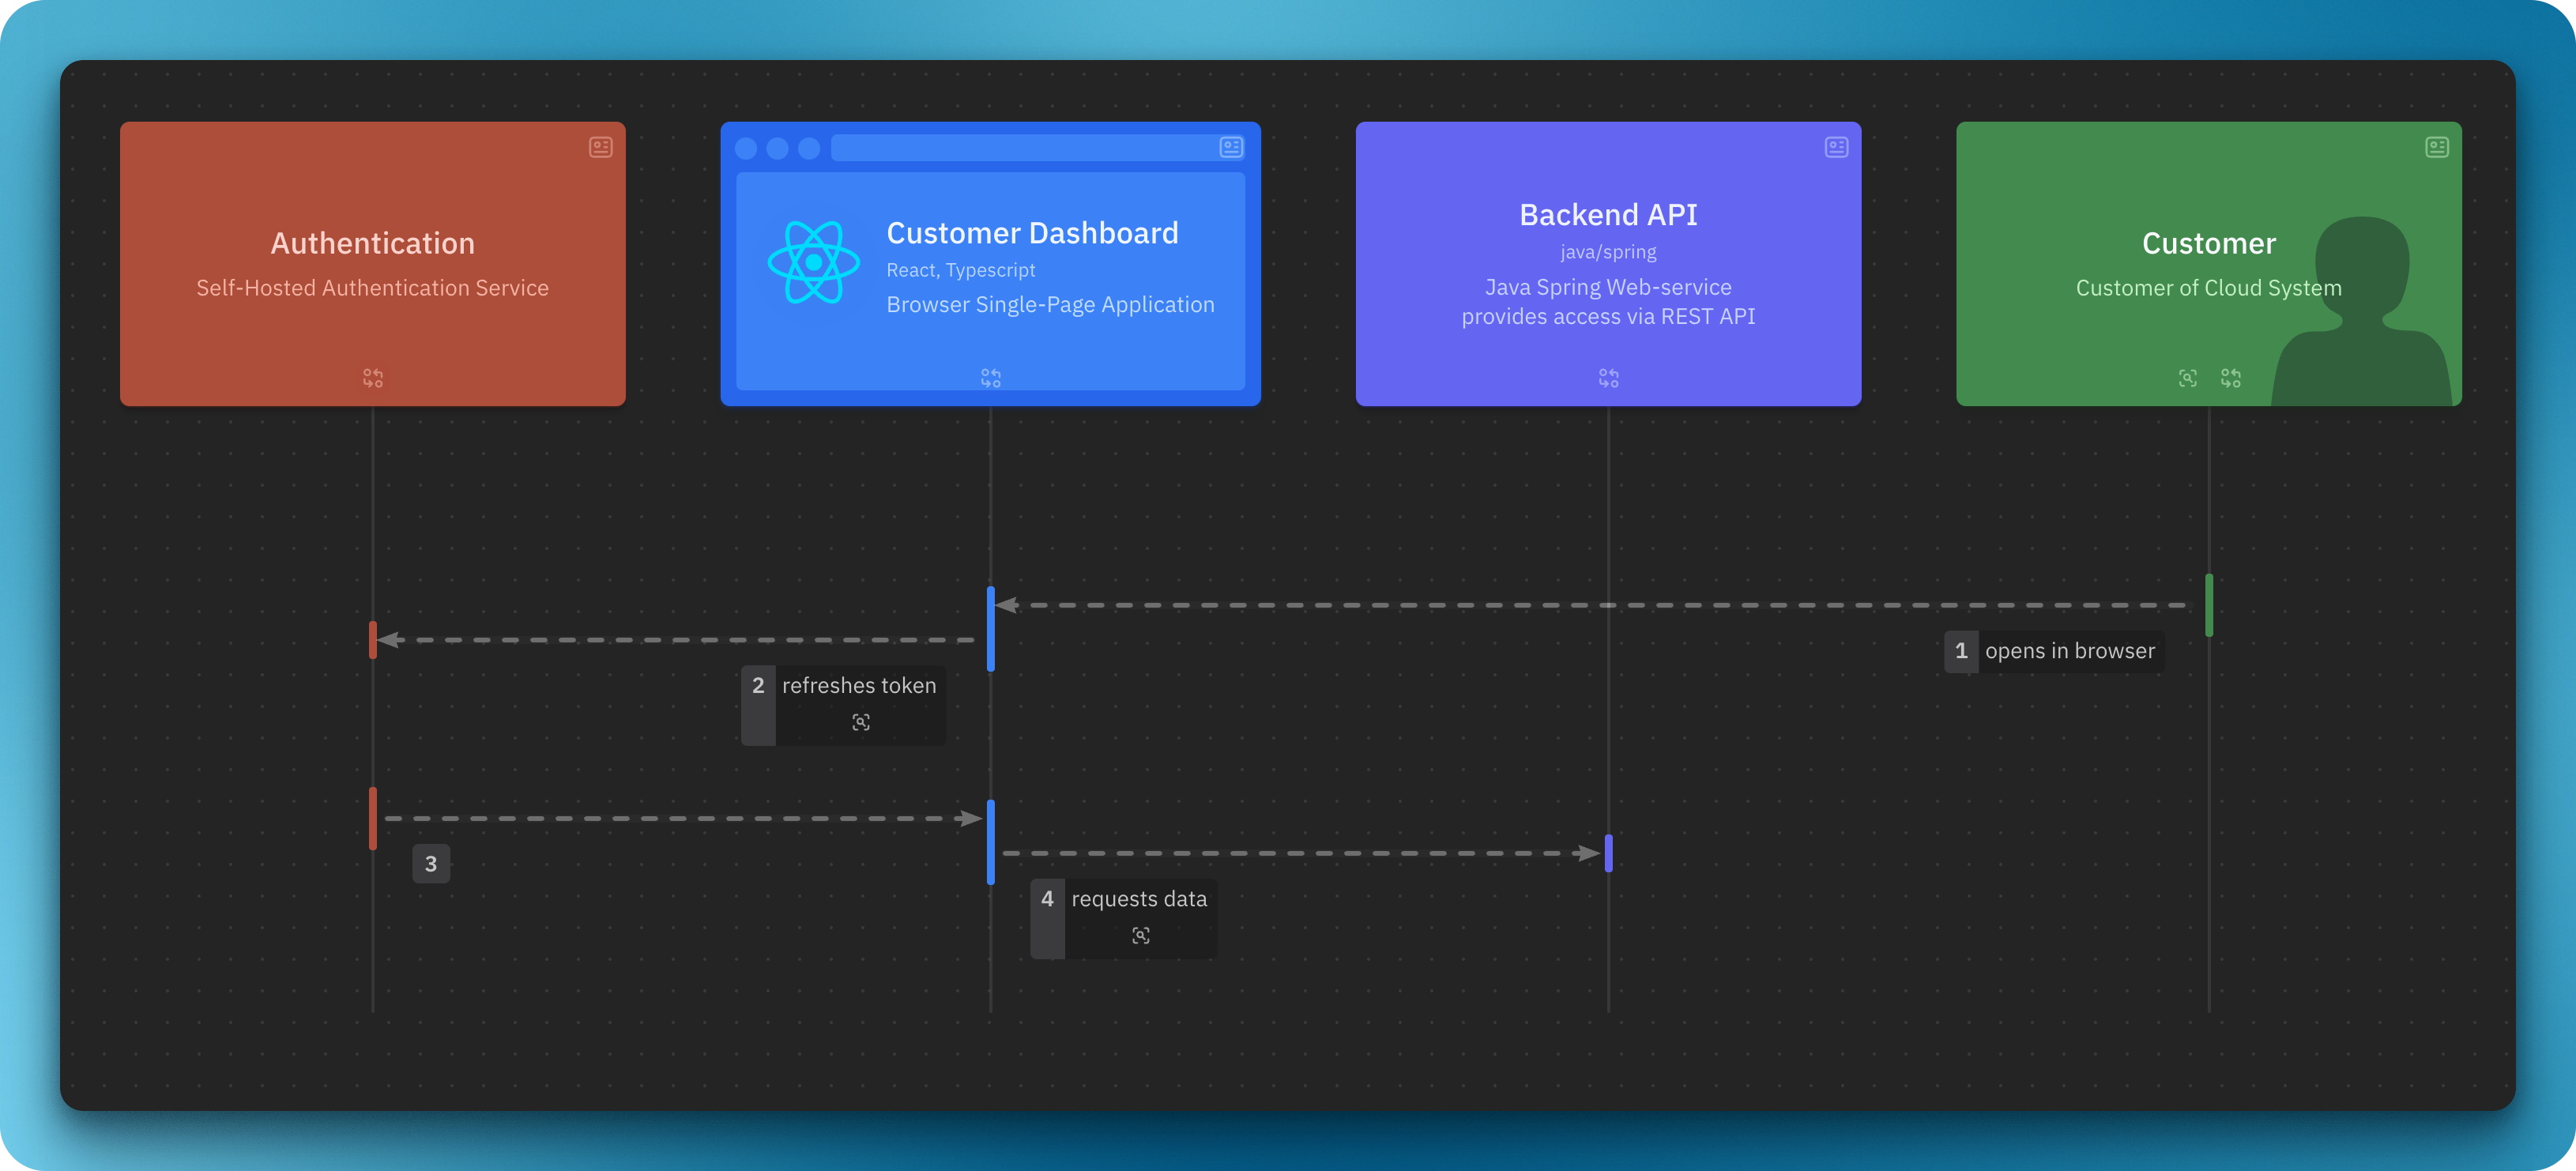 Authentication
Self-Hosted Authentication Service
Customer Dashboard
React, Typescript
Browser Single-Page Application
Backend API
java/spring
Java Spring Web-service
provides access via REST API
Customer
Customer of Cloud System
1 opens in browser
2 refreshes token
3
4 requests data